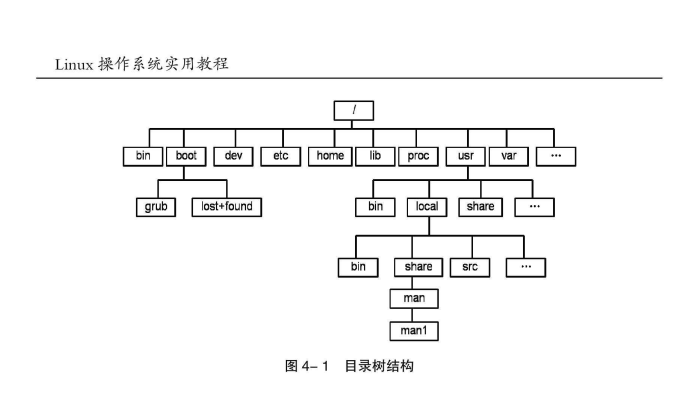 Linux 操作系统实用教程
/
bin boot dev etc home lib proc usr var …
grub lost+found bin local share …
bin share src …
man
man1
图 4- 1 目录树结构